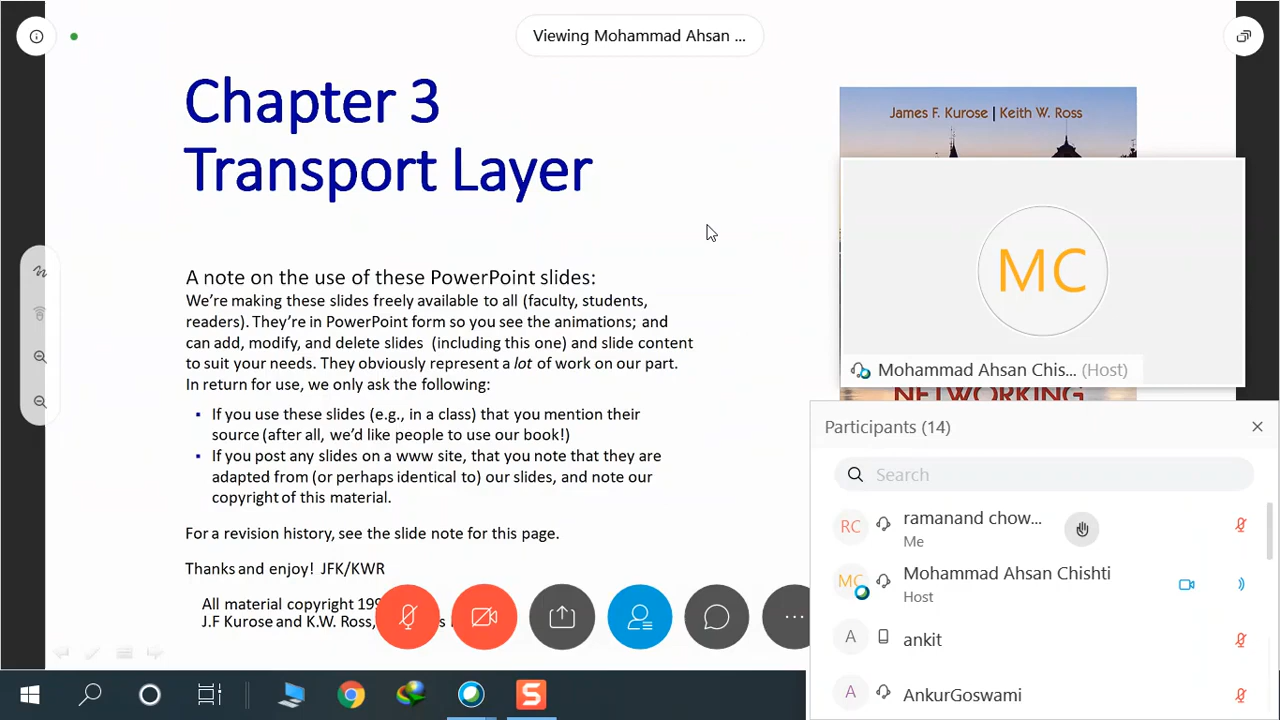 Viewing Mohammad Ahsan ...
Chapter 3
Transport Layer
James F. Kurose | Keith W. Ross
MC
Mohammad Ahsan Chis... (Host)
NETWORKING
A note on the use of these PowerPoint slides:
We're making these slides freely available to all (faculty, students,
readers). They're in PowerPoint form so you see the animations; and
can add, modify, and delete slides (including this one) and slide content
to suit your needs. They obviously represent a lot of work on our part.
In return for use, we only ask the following:
▪ If you use these slides (e.g., in a class) that you mention their
source (after all, we'd like people to use our book!)
▪ If you post any slides on a www site, that you note that they are
adapted from (or perhaps identical to) our slides, and note our
copyright of this material.
For a revision history, see the slide note for this page.
Thanks and enjoy! JFK/KWR
All material copyright
J.F Kurose and K.W. Ross,
Participants (14)
Search
RC
ramanand chow...
Me
MC
Mohammad Ahsan Chishti
Host
A
ankit
A
AnkurGoswami
S